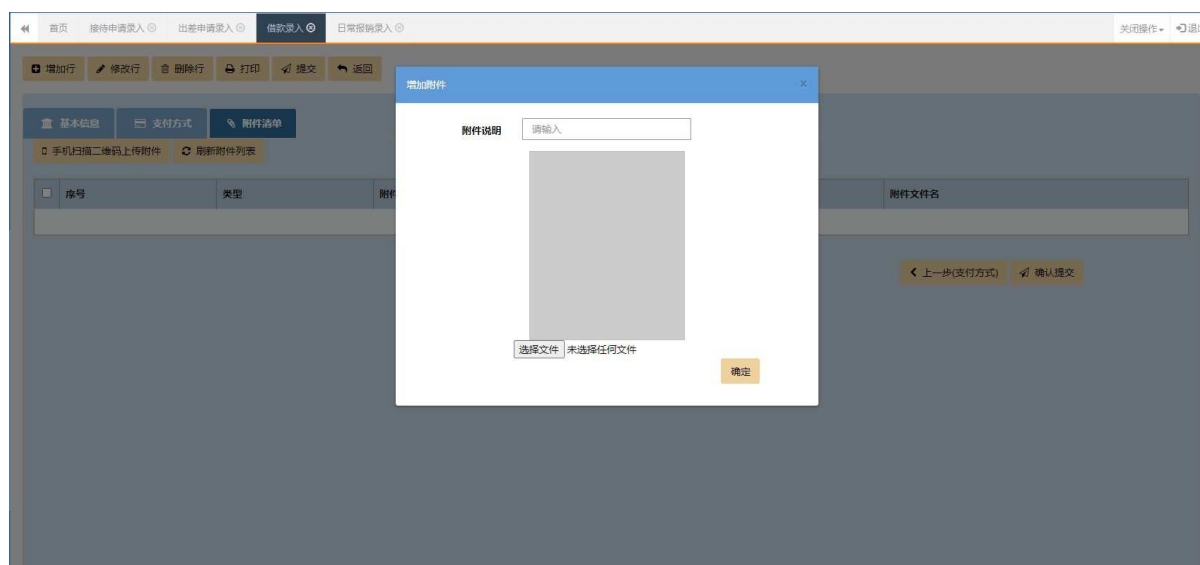 首页 接待申请录入 出差申请录入 借款录入 日常报销录入 关闭操作 退出
增加行 修改行 删除行 打印 提交 返回
增加附件 ×
基本信息 支付方式 附件清单
附件说明 请输入
手机扫描二维码上传附件 刷新附件列表
序号 类型 附件 附件文件名
上一步(支付方式) 确认提交
选择文件 未选择任何文件
确定